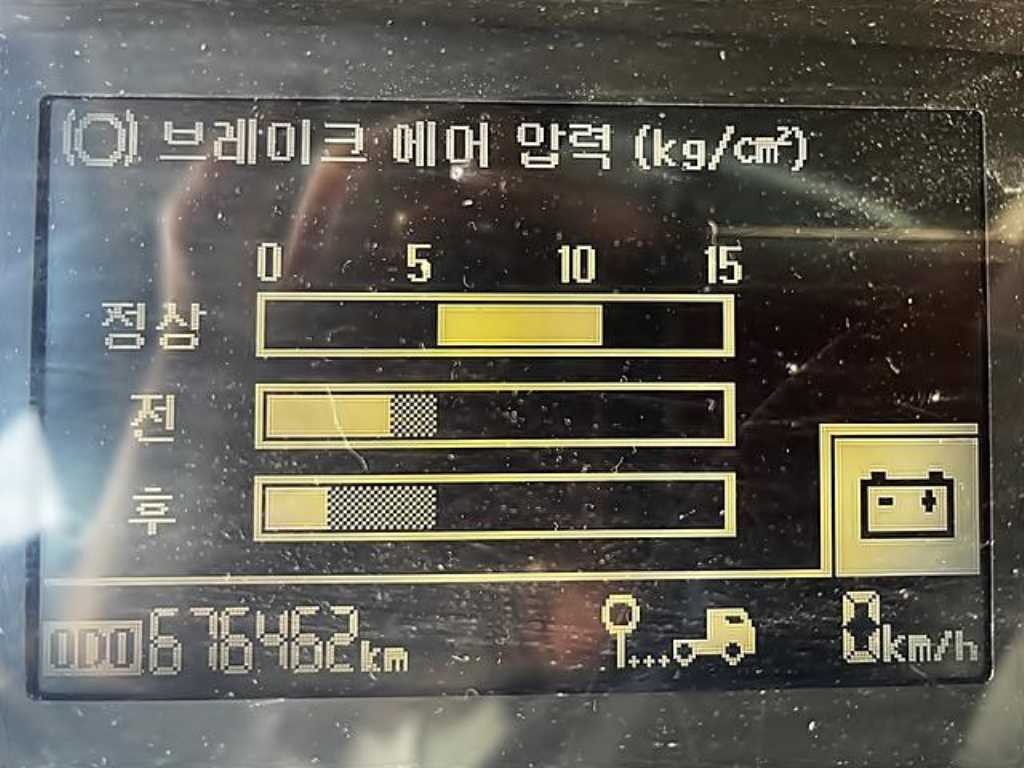 브레이크 에어 압력 (kg/cm²)
0 5 10 15
정상
전
후
ODO 676462km
0km/h